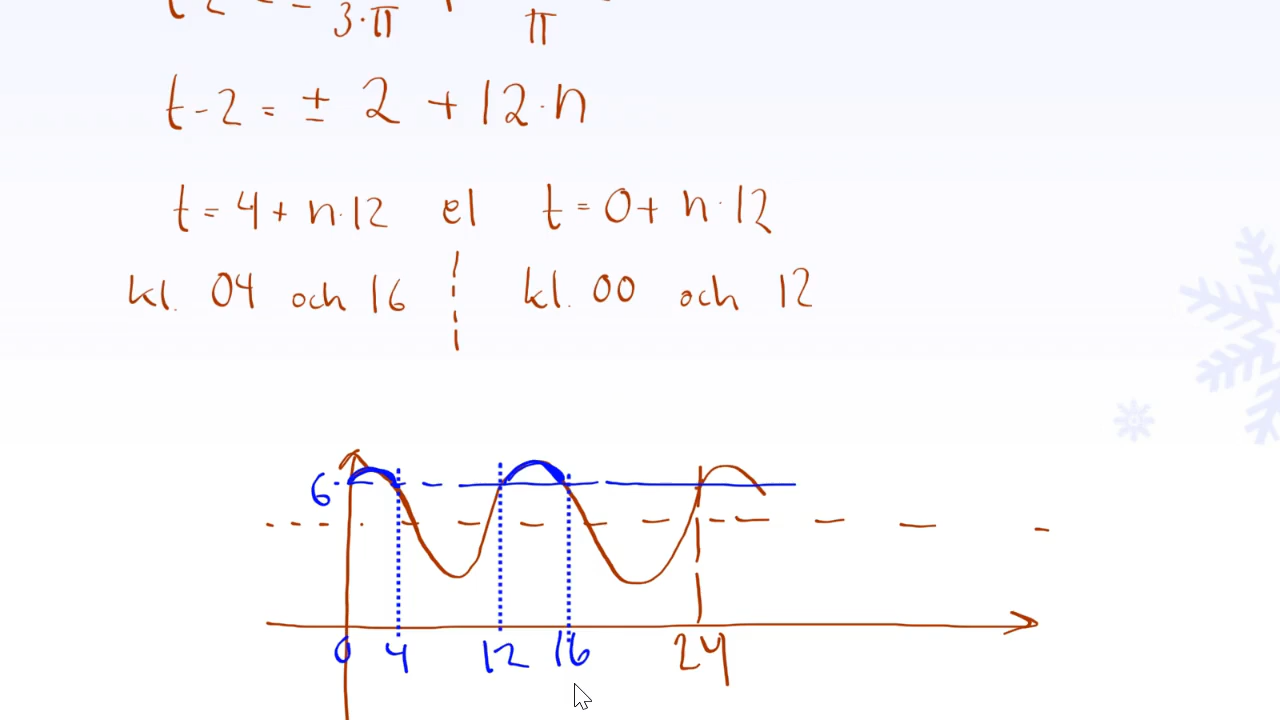 3·π π
t-2 = ± 2 + 12·n
t = 4 + n·12 el t = 0 + n·12
kl. 04 och 16 kl. 00 och 12
6
0 4 12 16 24